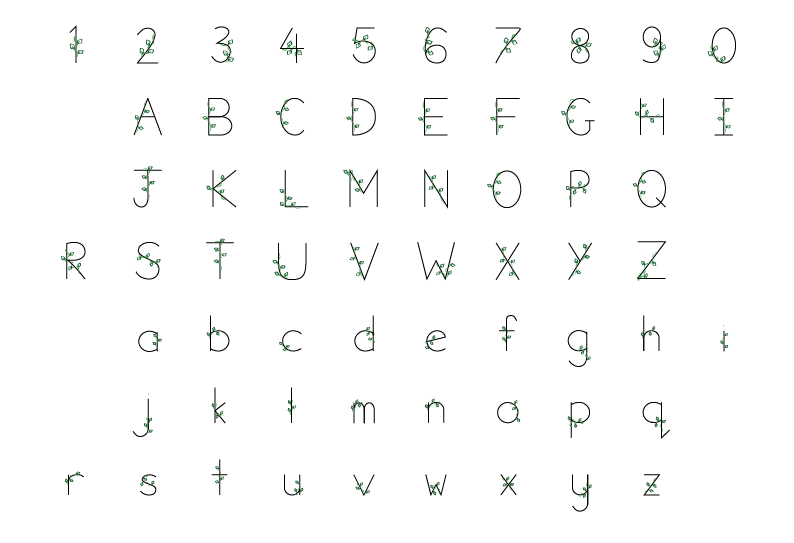 1 2 3 4 5 6 7 8 9 0
A B C D E F G H I
J K L M N O P Q
R S T U V W X Y Z
a b c d e f g h i
j k l m n o p q
r s t u v w x y z